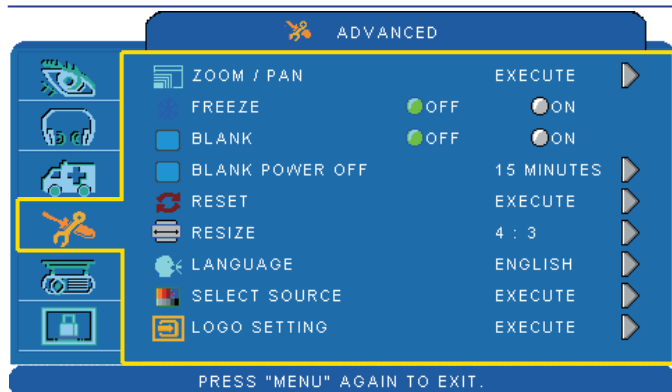 ADVANCED
ZOOM / PAN EXECUTE
FREEZE OFF ON
BLANK OFF ON
BLANK POWER OFF 15 MINUTES
RESET EXECUTE
RESIZE 4 : 3
LANGUAGE ENGLISH
SELECT SOURCE EXECUTE
LOGO SETTING EXECUTE
PRESS "MENU" AGAIN TO EXIT.